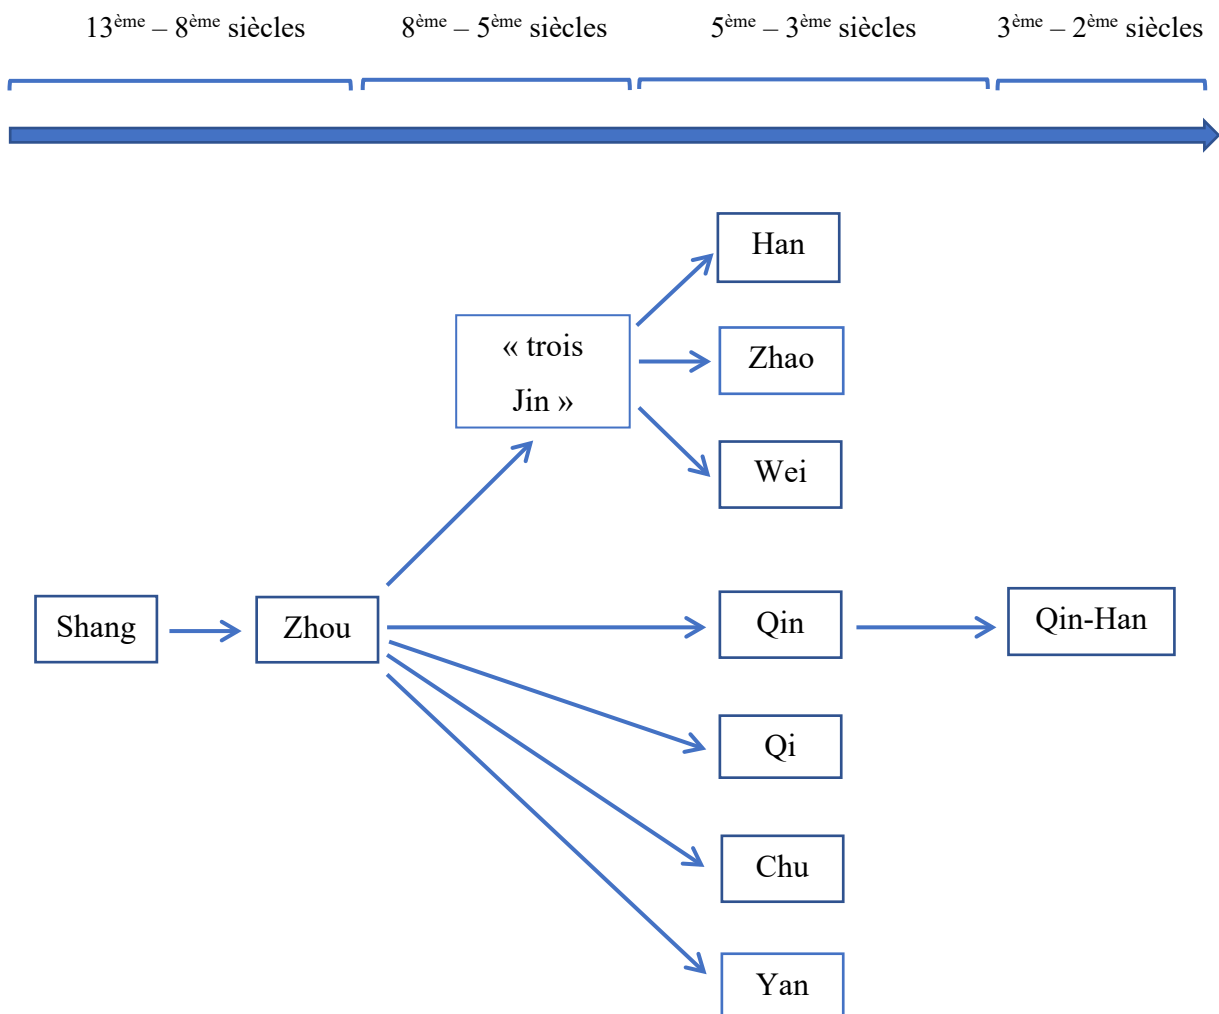 13ème – 8ème siècles
8ème – 5ème siècles
5ème – 3ème siècles
3ème – 2ème siècles
Han
« trois
Jin »
Zhao
Wei
Shang
Zhou
Qin
Qin-Han
Qi
Chu
Yan